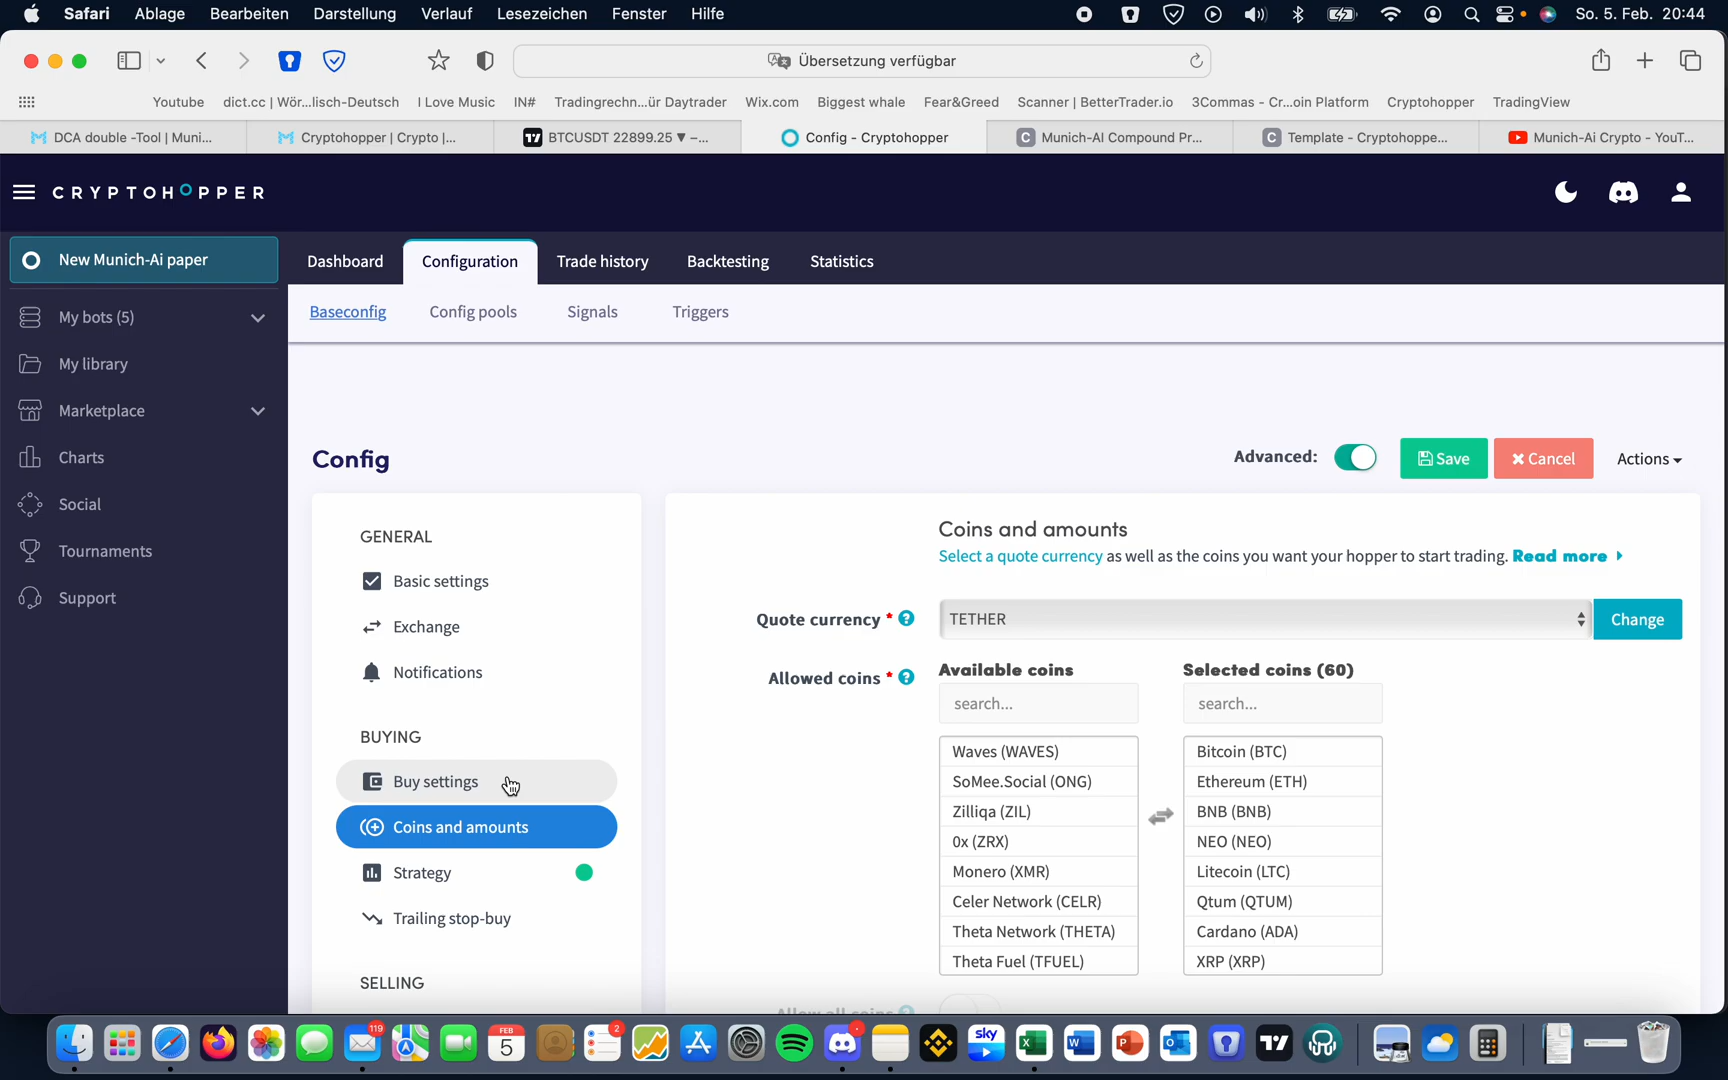 Safari Ablage Bearbeiten Darstellung Verlauf Lesezeichen Fenster Hilfe So. 5. Feb. 20:44
Übersetzung verfügbar
Youtube dict.cc | Wör...lisch-Deutsch I Love Music IN# Tradingrechn...ür Daytrader Wix.com Biggest whale Fear&Greed Scanner | BetterTrader.io 3Commas - Cr...oin Platform Cryptohopper TradingView
DCA double -Tool | Muni... Cryptohopper | Crypto |... BTCUSDT 22899.25 ▼ −... Config - Cryptohopper Munich-AI Compound Pr... Template - Cryptohoppe... Munich-Ai Crypto - YouT...
CRYPTOHOPPER
New Munich-Ai paper
Dashboard Configuration Trade history Backtesting Statistics
Baseconfig Config pools Signals Triggers
My bots (5)
My library
Marketplace
Charts
Social
Tournaments
Support
Config
Advanced: Save Cancel Actions
GENERAL
Basic settings
Exchange
Notifications
BUYING
Buy settings
Coins and amounts
Strategy
Trailing stop-buy
SELLING
Coins and amounts
Select a quote currency as well as the coins you want your hopper to start trading. Read more
Quote currency * ? TETHER Change
Allowed coins * ?
Available coins
search...
Waves (WAVES)
SoMee.Social (ONG)
Zilliqa (ZIL)
0x (ZRX)
Monero (XMR)
Celer Network (CELR)
Theta Network (THETA)
Theta Fuel (TFUEL)
Selected coins (60)
search...
Bitcoin (BTC)
Ethereum (ETH)
BNB (BNB)
NEO (NEO)
Litecoin (LTC)
Qtum (QTUM)
Cardano (ADA)
XRP (XRP)
Allow all coins
119
FEB
5
2
sky